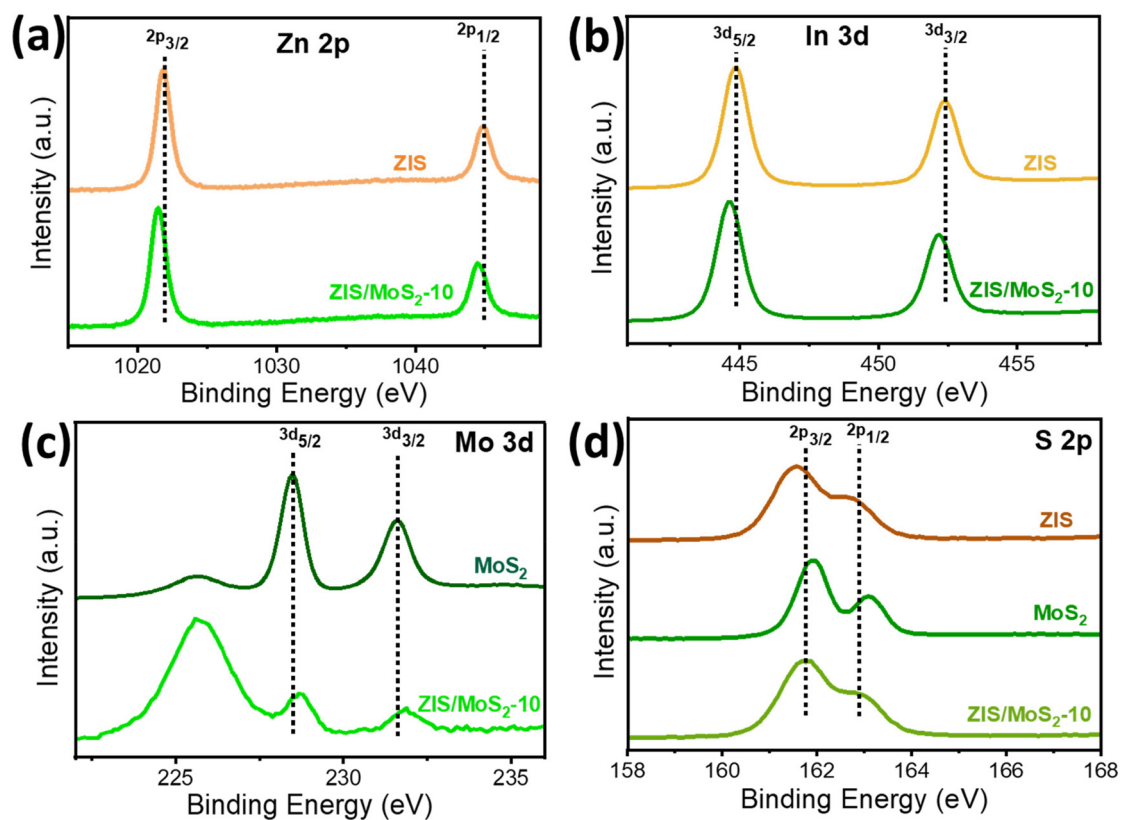 (a)
2p3/2
Zn 2p
2p1/2
ZIS
ZIS/MoS2-10
Intensity (a.u.)
1020
1030
1040
Binding Energy (eV)
(b)
3d5/2
In 3d
3d3/2
ZIS
ZIS/MoS2-10
Intensity (a.u.)
445
450
455
Binding Energy (eV)
(c)
3d5/2
3d3/2
Mo 3d
MoS2
ZIS/MoS2-10
Intensity (a.u.)
225
230
235
Binding Energy (eV)
(d)
2p3/2
2p1/2
S 2p
ZIS
MoS2
ZIS/MoS2-10
Intensity (a.u.)
158
160
162
164
166
168
Binding Energy (eV)